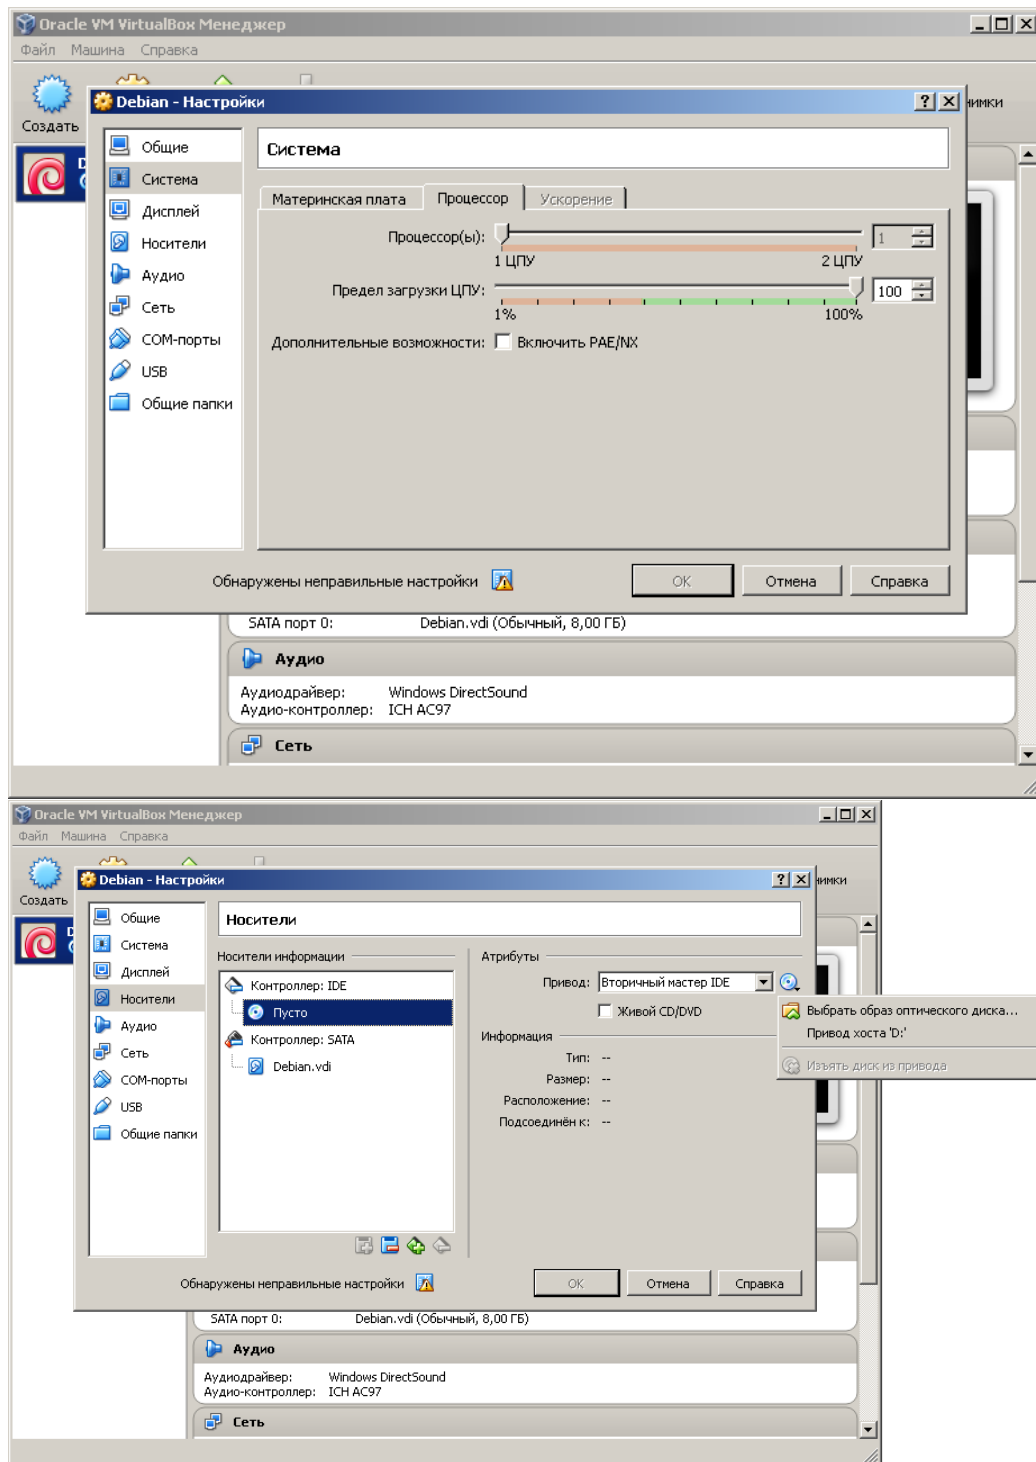 Oracle VM VirtualBox Менеджер
Файл Машина Справка
Создать
Debian - Настройки
имки
Общие
Система
Дисплей
Носители
Аудио
Сеть
COM-порты
USB
Общие папки
Система
Материнская плата Процессор Ускорение
Процессор(ы): 1
1 ЦПУ 2 ЦПУ
Предел загрузки ЦПУ: 100
1% 100%
Дополнительные возможности: Включить PAE/NX
Обнаружены неправильные настройки OK Отмена Справка
SATA порт 0: Debian.vdi (Обычный, 8,00 ГБ)
Аудио
Аудиодрайвер: Windows DirectSound
Аудио-контроллер: ICH AC97
Сеть
Oracle VM VirtualBox Менеджер
Файл Машина Справка
Создать
Debian - Настройки
имки
Общие
Система
Дисплей
Носители
Аудио
Сеть
COM-порты
USB
Общие папки
Носители
Носители информации
Контроллер: IDE
Пусто
Контроллер: SATA
Debian.vdi
Атрибуты
Привод: Вторичный мастер IDE
Живой CD/DVD
Информация
Тип: --
Размер: --
Расположение: --
Подсоединён к: --
Выбрать образ оптического диска...
Привод хоста 'D:'
Изъять диск из привода
Обнаружены неправильные настройки OK Отмена Справка
SATA порт 0: Debian.vdi (Обычный, 8,00 ГБ)
Аудио
Аудиодрайвер: Windows DirectSound
Аудио-контроллер: ICH AC97
Сеть